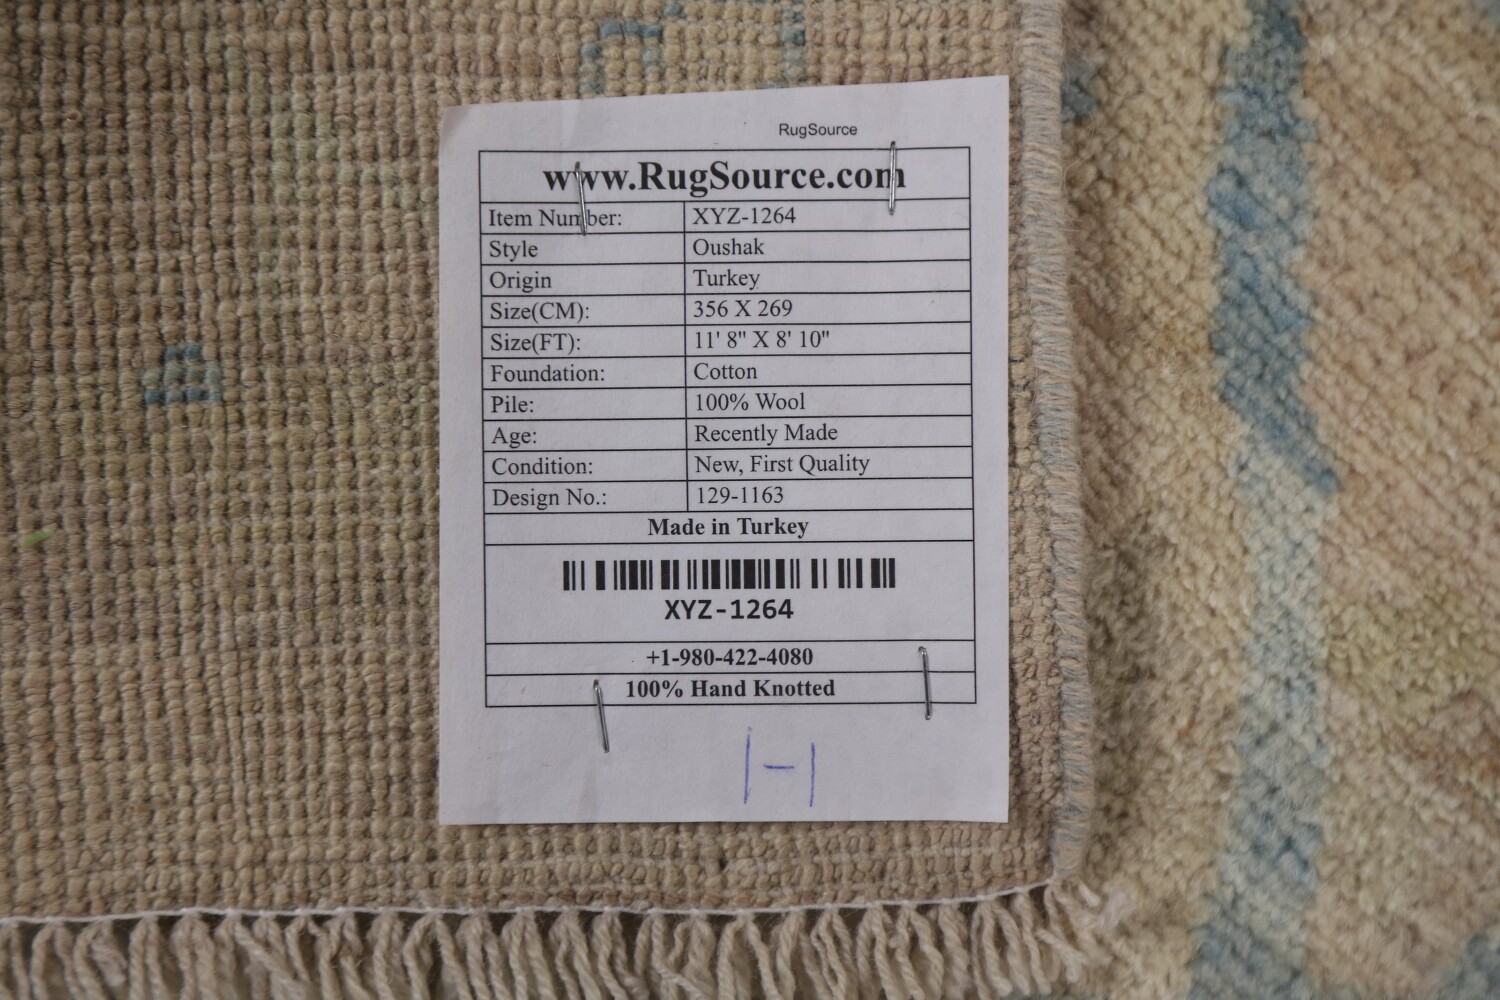 RugSource
www.RugSource.com
Item Number: XYZ-1264
Style Oushak
Origin Turkey
Size(CM): 356 X 269
Size(FT): 11' 8" X 8' 10"
Foundation: Cotton
Pile: 100% Wool
Age: Recently Made
Condition: New, First Quality
Design No.: 129-1163
Made in Turkey
XYZ-1264
+1-980-422-4080
100% Hand Knotted
1-1